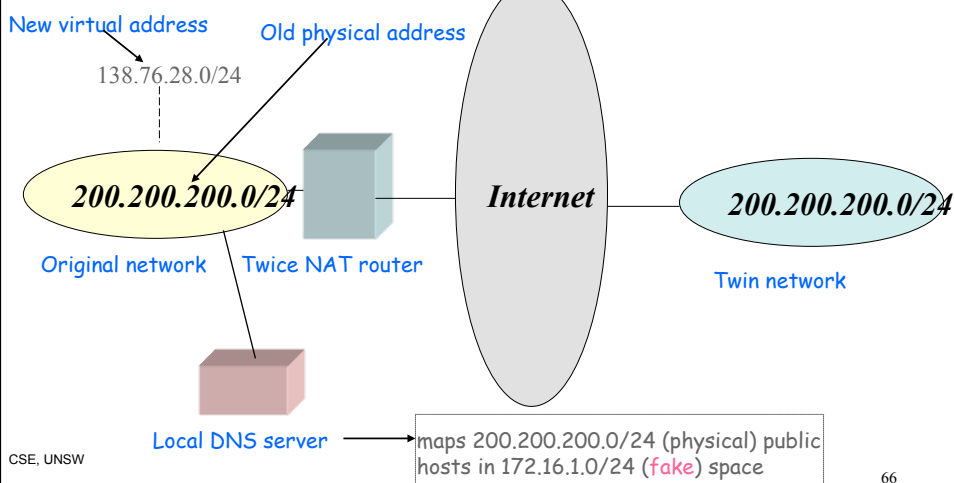 New virtual address
Old physical address
138.76.28.0/24
200.200.200.0/24
Internet
200.200.200.0/24
Original network
Twice NAT router
Twin network
Local DNS server
maps 200.200.200.0/24 (physical) public
hosts in 172.16.1.0/24 (fake) space
CSE, UNSW
66